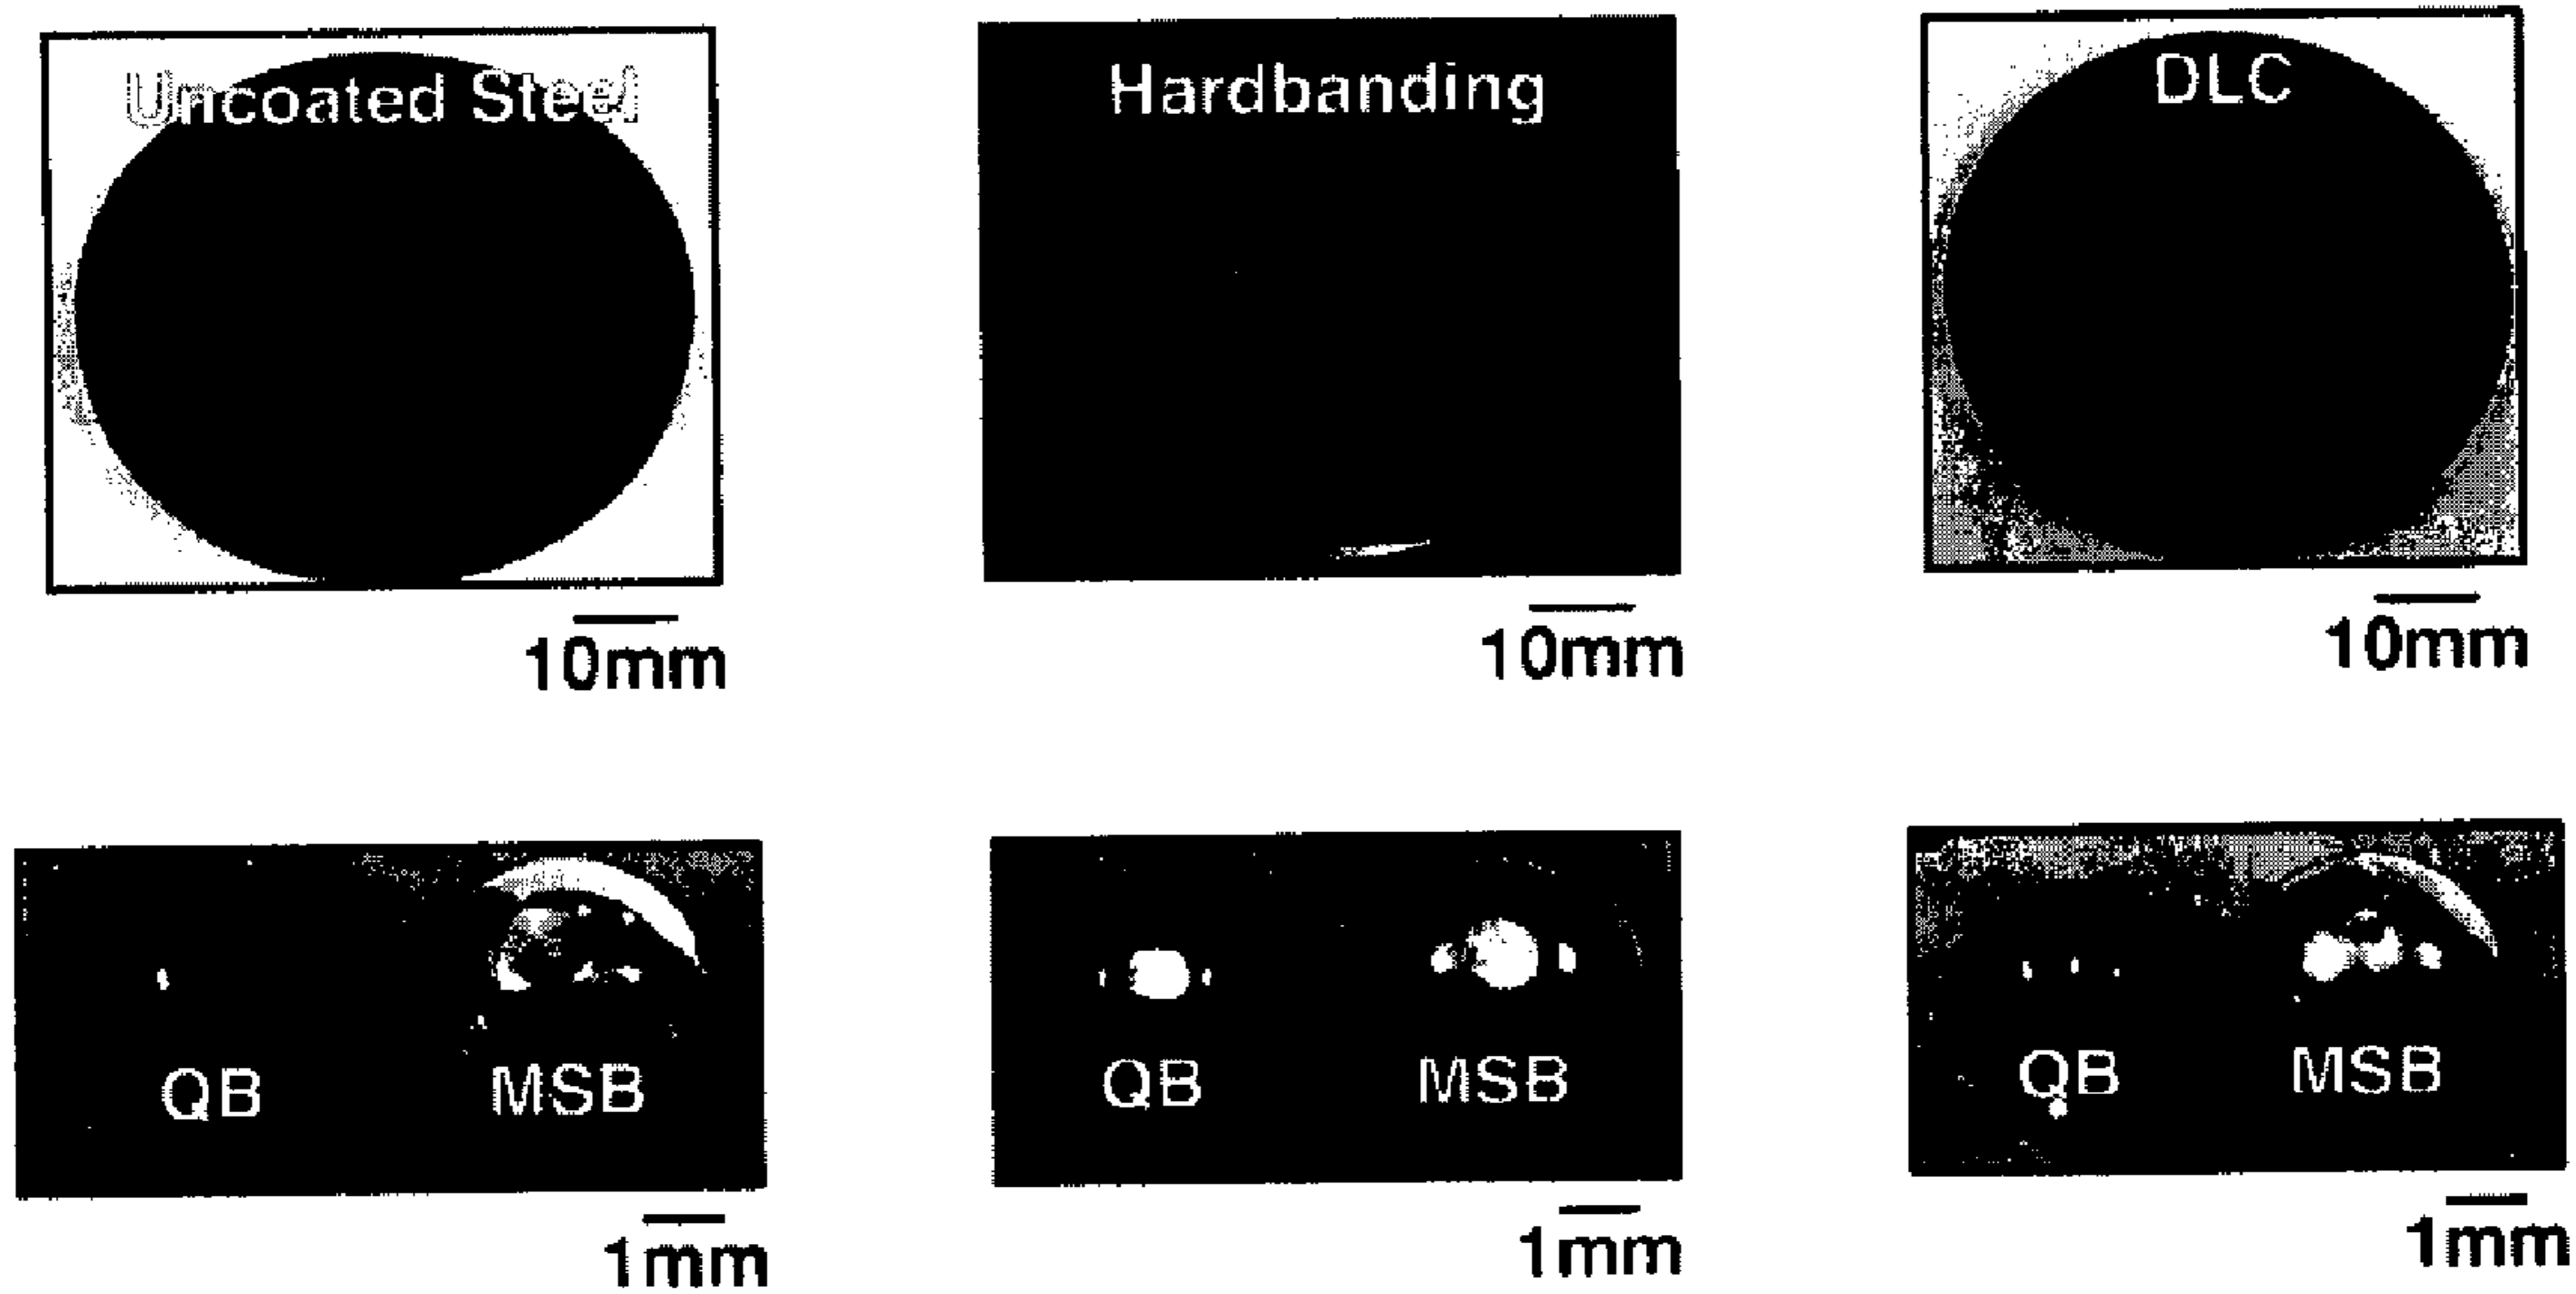 Uncoated Steel
Hardbanding
DLC
10mm
10mm
10mm
QB MSB
QB MSB
QB MSB
1mm
1mm
1mm